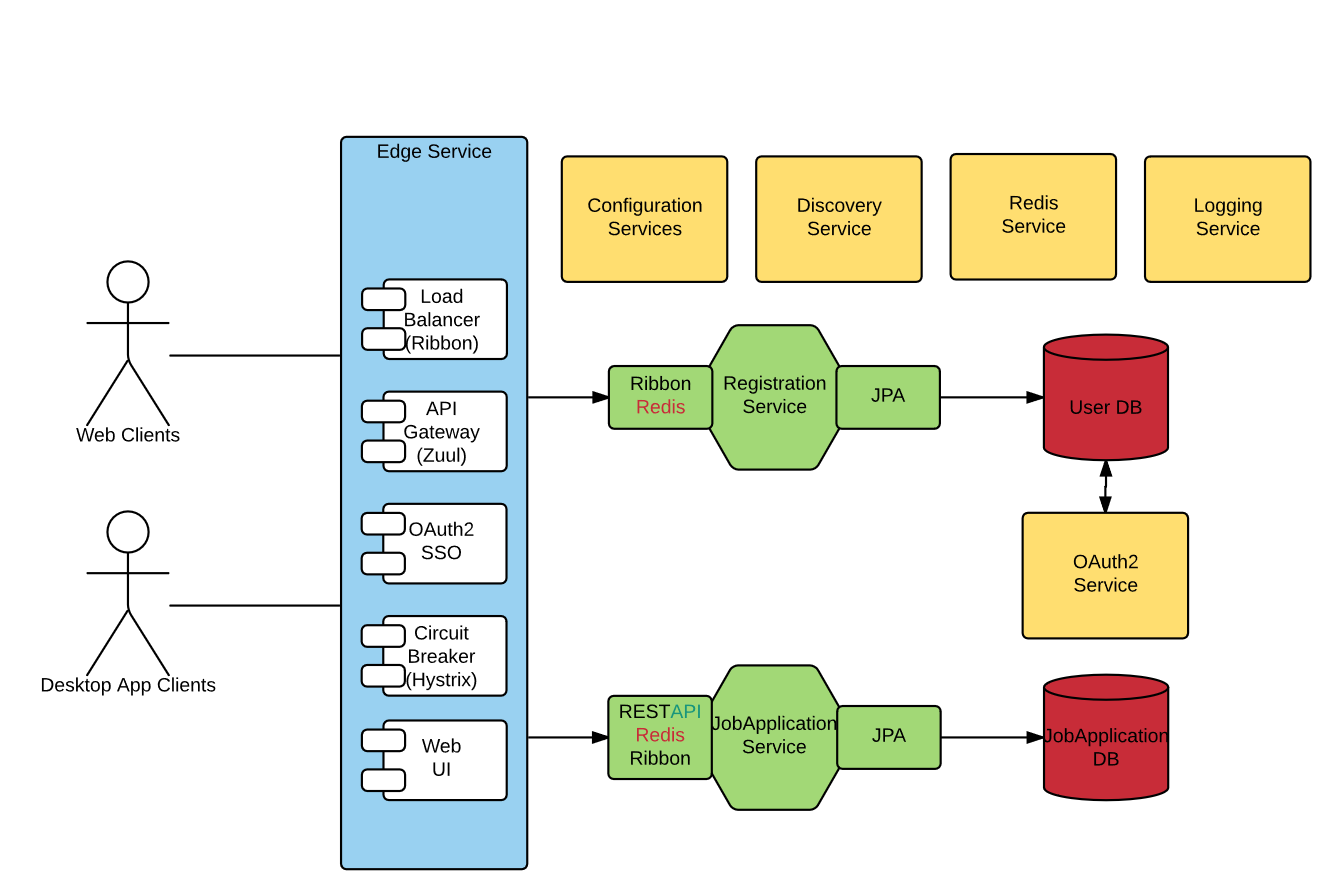 Edge Service
Load
Balancer
(Ribbon)
API
Gateway
(Zuul)
OAuth2
SSO
Circuit
Breaker
(Hystrix)
Web
UI
Web Clients
Desktop App Clients
Configuration
Services
Discovery
Service
Redis
Service
Logging
Service
Ribbon
Redis
Registration
Service
JPA
User DB
OAuth2
Service
RESTAPI
Redis
Ribbon
JobApplication
Service
JPA
JobApplication
DB